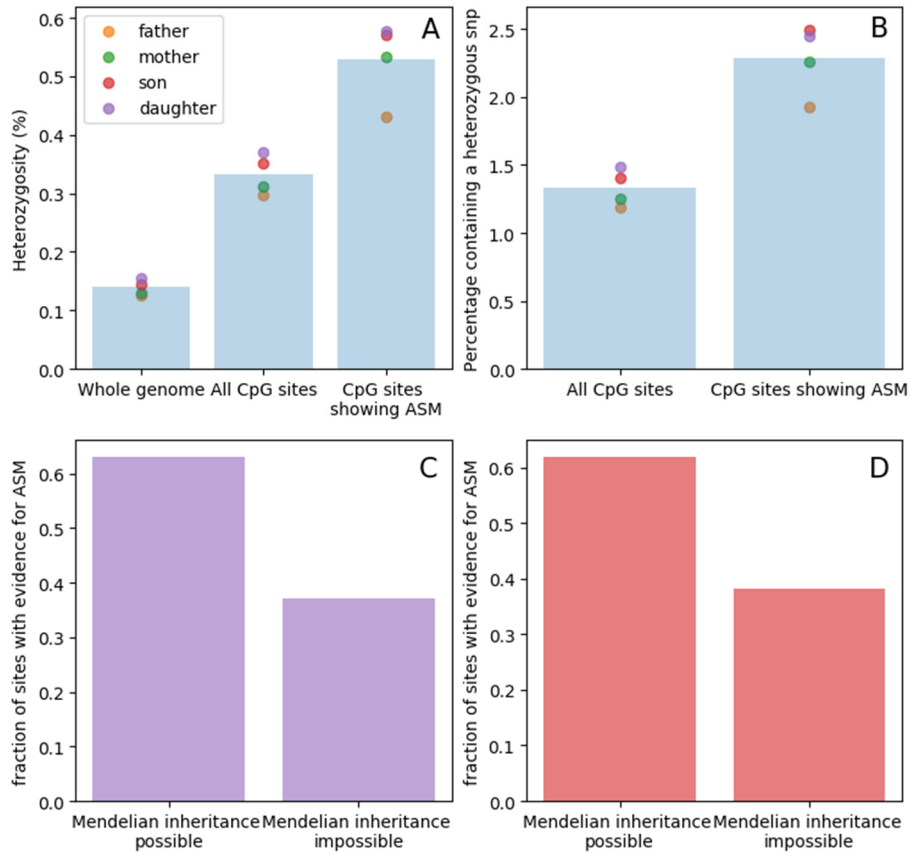 A
father
mother
son
daughter
Heterozygosity (%)
0.6
0.5
0.4
0.3
0.2
0.1
0.0
Whole genome
All CpG sites
CpG sites
showing ASM
B
Percentage containing a heterozygous snp
2.5
2.0
1.5
1.0
0.5
0.0
All CpG sites
CpG sites showing ASM
C
fraction of sites with evidence for ASM
0.6
0.5
0.4
0.3
0.2
0.1
0.0
Mendelian inheritance
possible
Mendelian inheritance
impossible
D
fraction of sites with evidence for ASM
0.6
0.5
0.4
0.3
0.2
0.1
0.0
Mendelian inheritance
possible
Mendelian inheritance
impossible